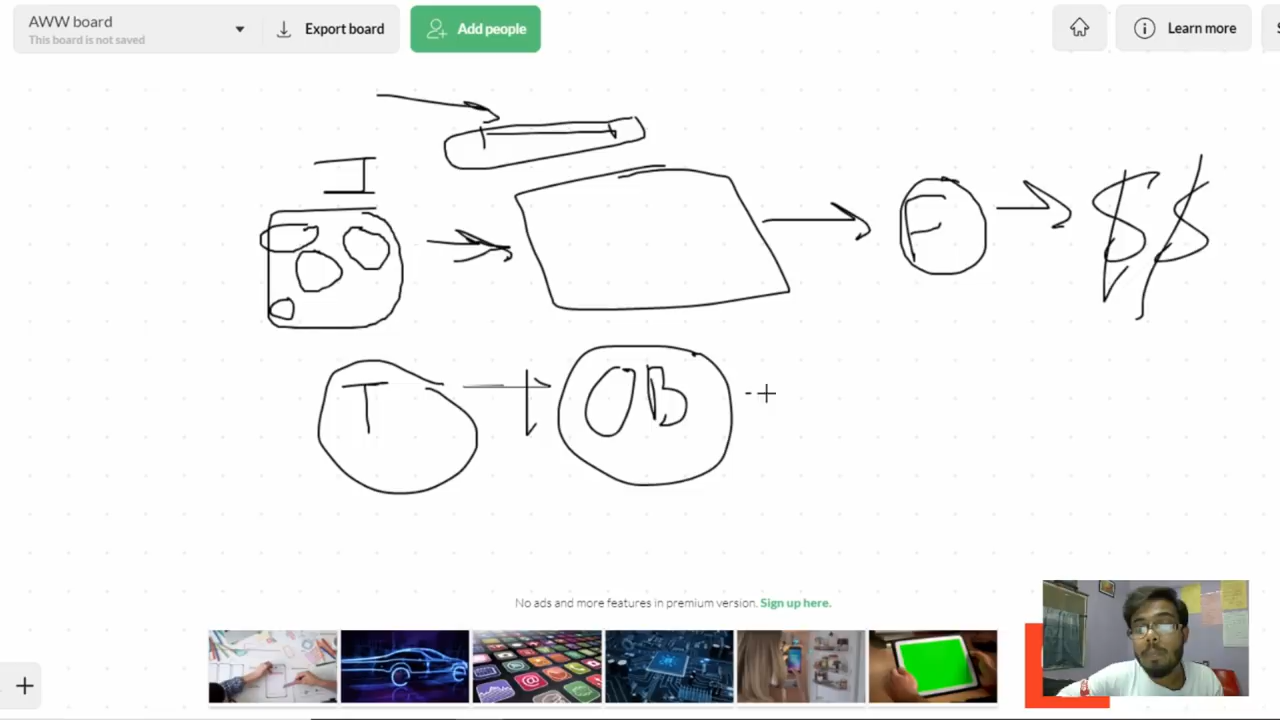 AWW board
This board is not saved
Export board
Add people
Learn more
I
F
$$
T
OB
No ads and more features in premium version. Sign up here.